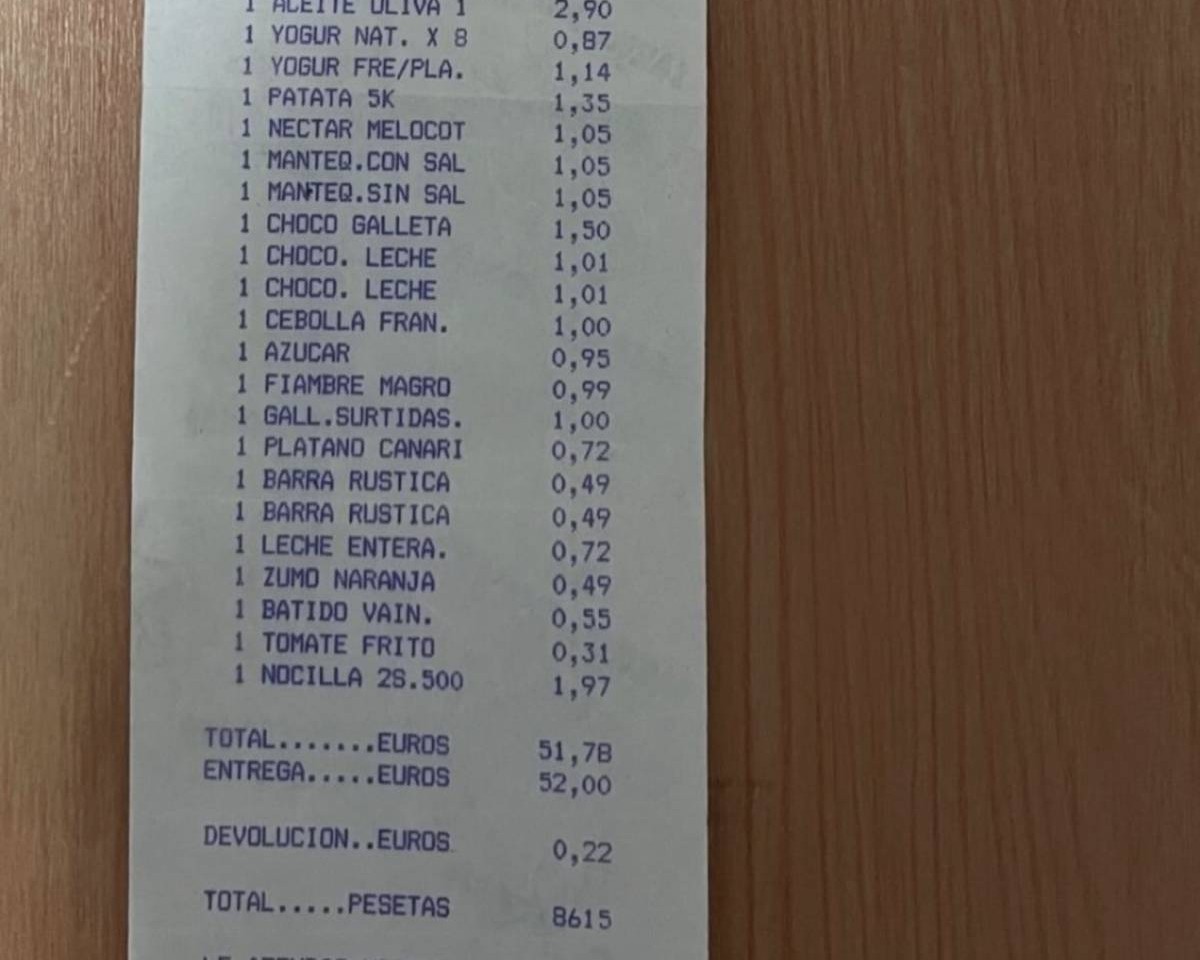 1 ACEITE OLIVA 1 2,90
1 YOGUR NAT. X 8 0,87
1 YOGUR FRE/PLA. 1,14
1 PATATA 5K 1,35
1 NECTAR MELOCOT 1,05
1 MANTEQ.CON SAL 1,05
1 MANTEQ.SIN SAL 1,05
1 CHOCO GALLETA 1,50
1 CHOCO. LECHE 1,01
1 CHOCO. LECHE 1,01
1 CEBOLLA FRAN. 1,00
1 AZUCAR 0,95
1 FIAMBRE MAGRO 0,99
1 GALL.SURTIDAS. 1,00
1 PLATANO CANARI 0,72
1 BARRA RUSTICA 0,49
1 BARRA RUSTICA 0,49
1 LECHE ENTERA. 0,72
1 ZUMO NARANJA 0,49
1 BATIDO VAIN. 0,55
1 TOMATE FRITO 0,31
1 NOCILLA 2S.500 1,97
TOTAL.......EUROS 51,78
ENTREGA.....EUROS 52,00
DEVOLUCION..EUROS 0,22
TOTAL.....PESETAS 8615